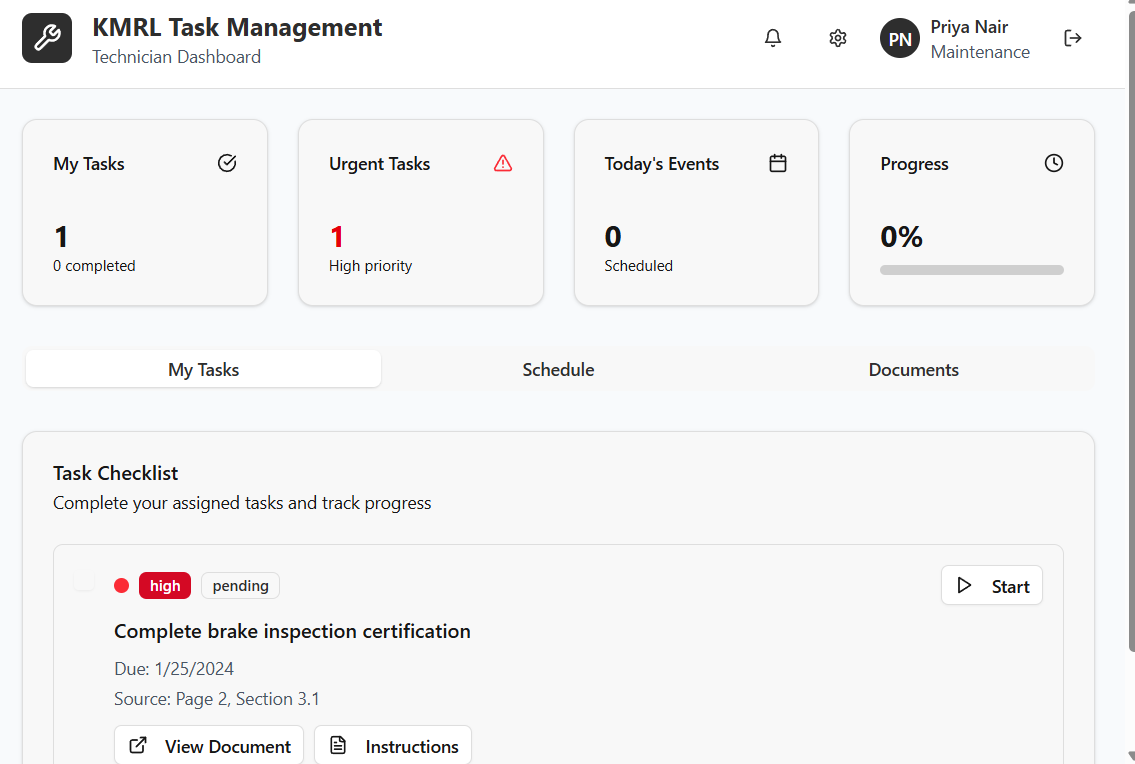 KMRL Task Management
Technician Dashboard
PN
Priya Nair
Maintenance
My Tasks
1
0 completed
Urgent Tasks
1
High priority
Today's Events
0
Scheduled
Progress
0%
My Tasks
Schedule
Documents
Task Checklist
Complete your assigned tasks and track progress
high
pending
Start
Complete brake inspection certification
Due: 1/25/2024
Source: Page 2, Section 3.1
View Document
Instructions